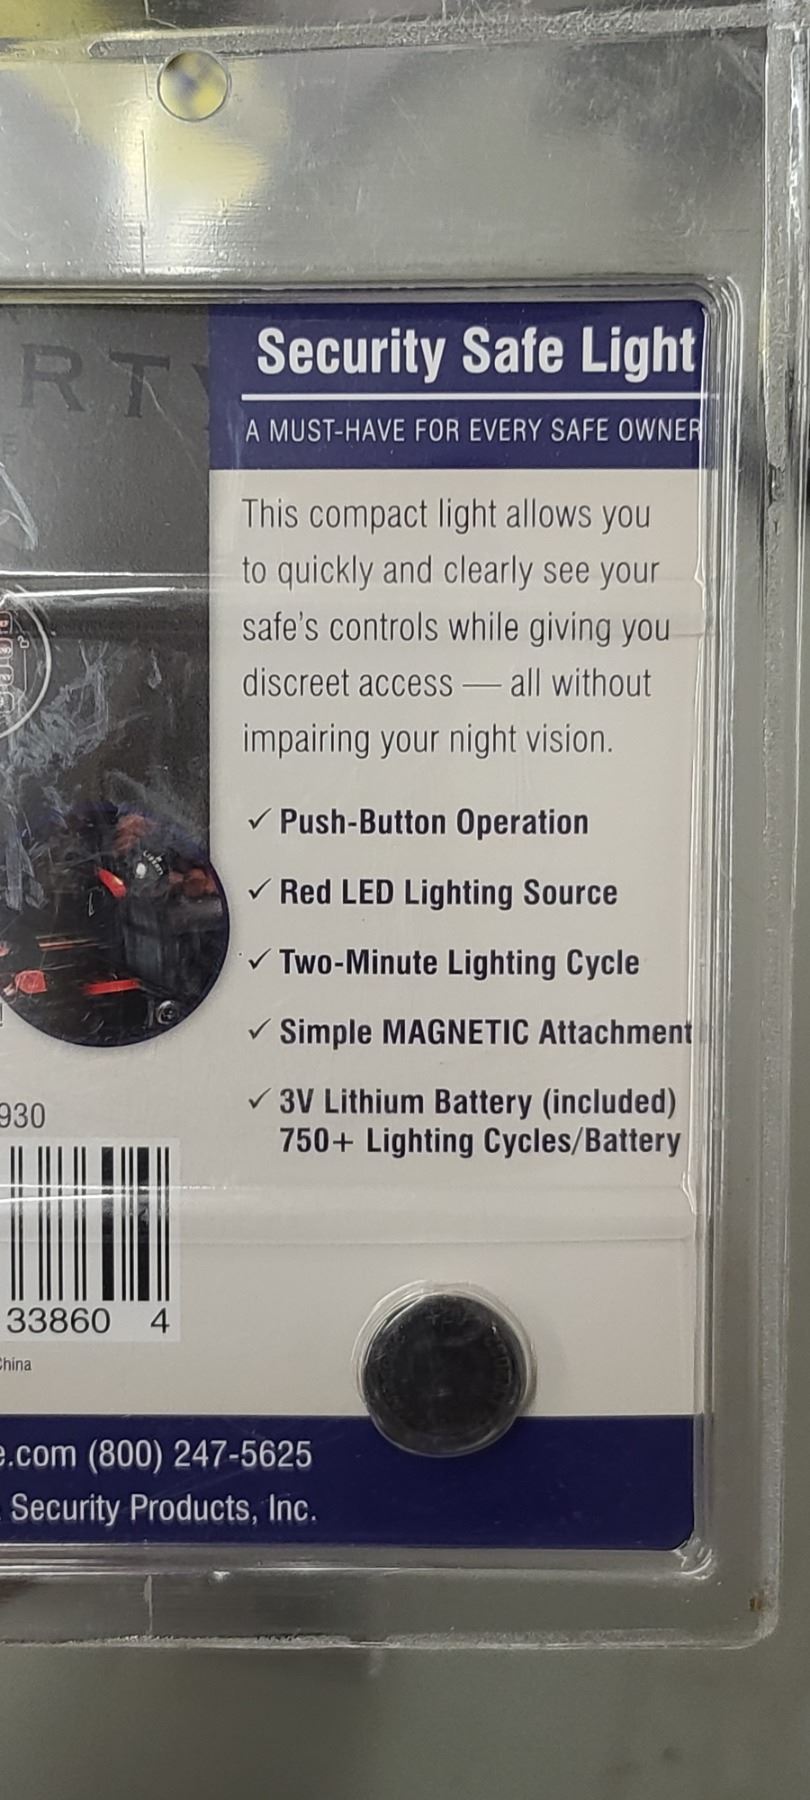 RT
Security Safe Light
A MUST-HAVE FOR EVERY SAFE OWNER
This compact light allows you
to quickly and clearly see your
safe's controls while giving you
discreet access — all without
impairing your night vision.
✓ Push-Button Operation
✓ Red LED Lighting Source
✓ Two-Minute Lighting Cycle
✓ Simple MAGNETIC Attachment
✓ 3V Lithium Battery (included)
750+ Lighting Cycles/Battery
930
33860 4
China
e.com (800) 247-5625
Security Products, Inc.